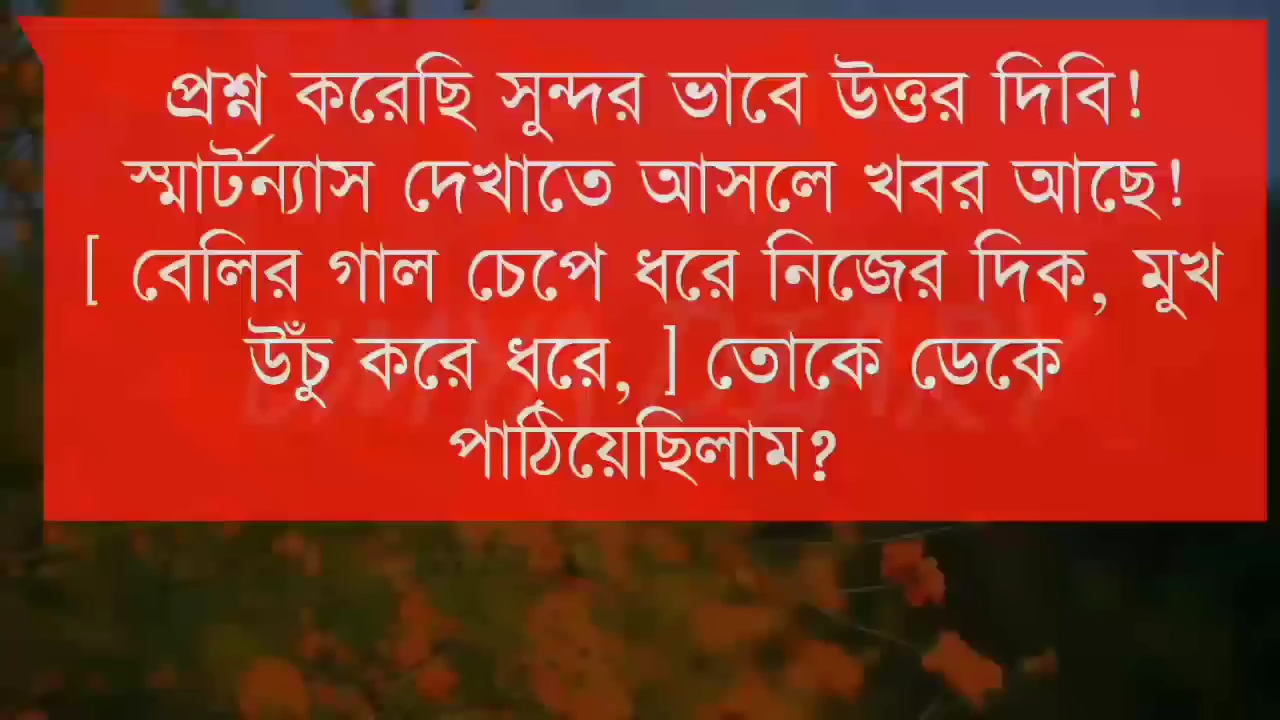 প্রশ্ন করেছি সুন্দর ভাবে উত্তর দিবি!
স্মার্টন্যাস দেখাতে আসলে খবর আছে!
[ বেলির গাল চেপে ধরে নিজের দিক, মুখ
উঁচু করে ধরে, ] তোকে ডেকে
পাঠিয়েছিলাম?